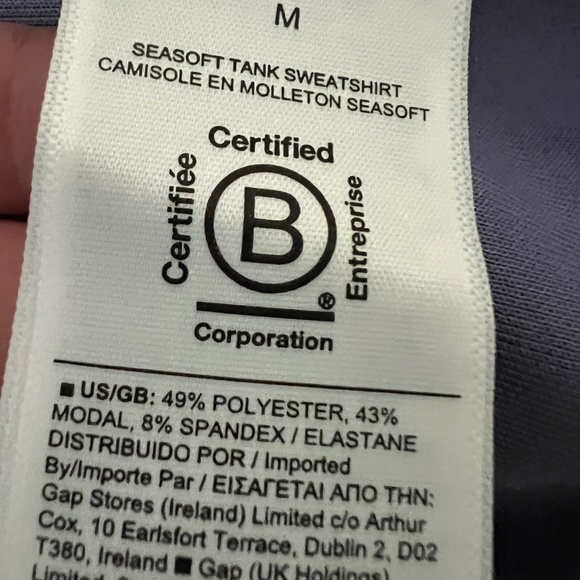 M
SEASOFT TANK SWEATSHIRT
CAMISOLE EN MOLLETON SEASOFT
Certified
Certifiée
B
Entreprise
®
Corporation
■ US/GB: 49% POLYESTER, 43%
MODAL, 8% SPANDEX / ELASTANE
DISTRIBUIDO POR / Imported
By/Importe Par / ΕΙΣΑΓΕΤΑΙ ΑΠΟ ΤΗΝ:
Gap Stores (Ireland) Limited c/o Arthur
Cox, 10 Earlsfort Terrace, Dublin 2, D02
T380, Ireland ■ Gap (UK Holdings)
Limited,